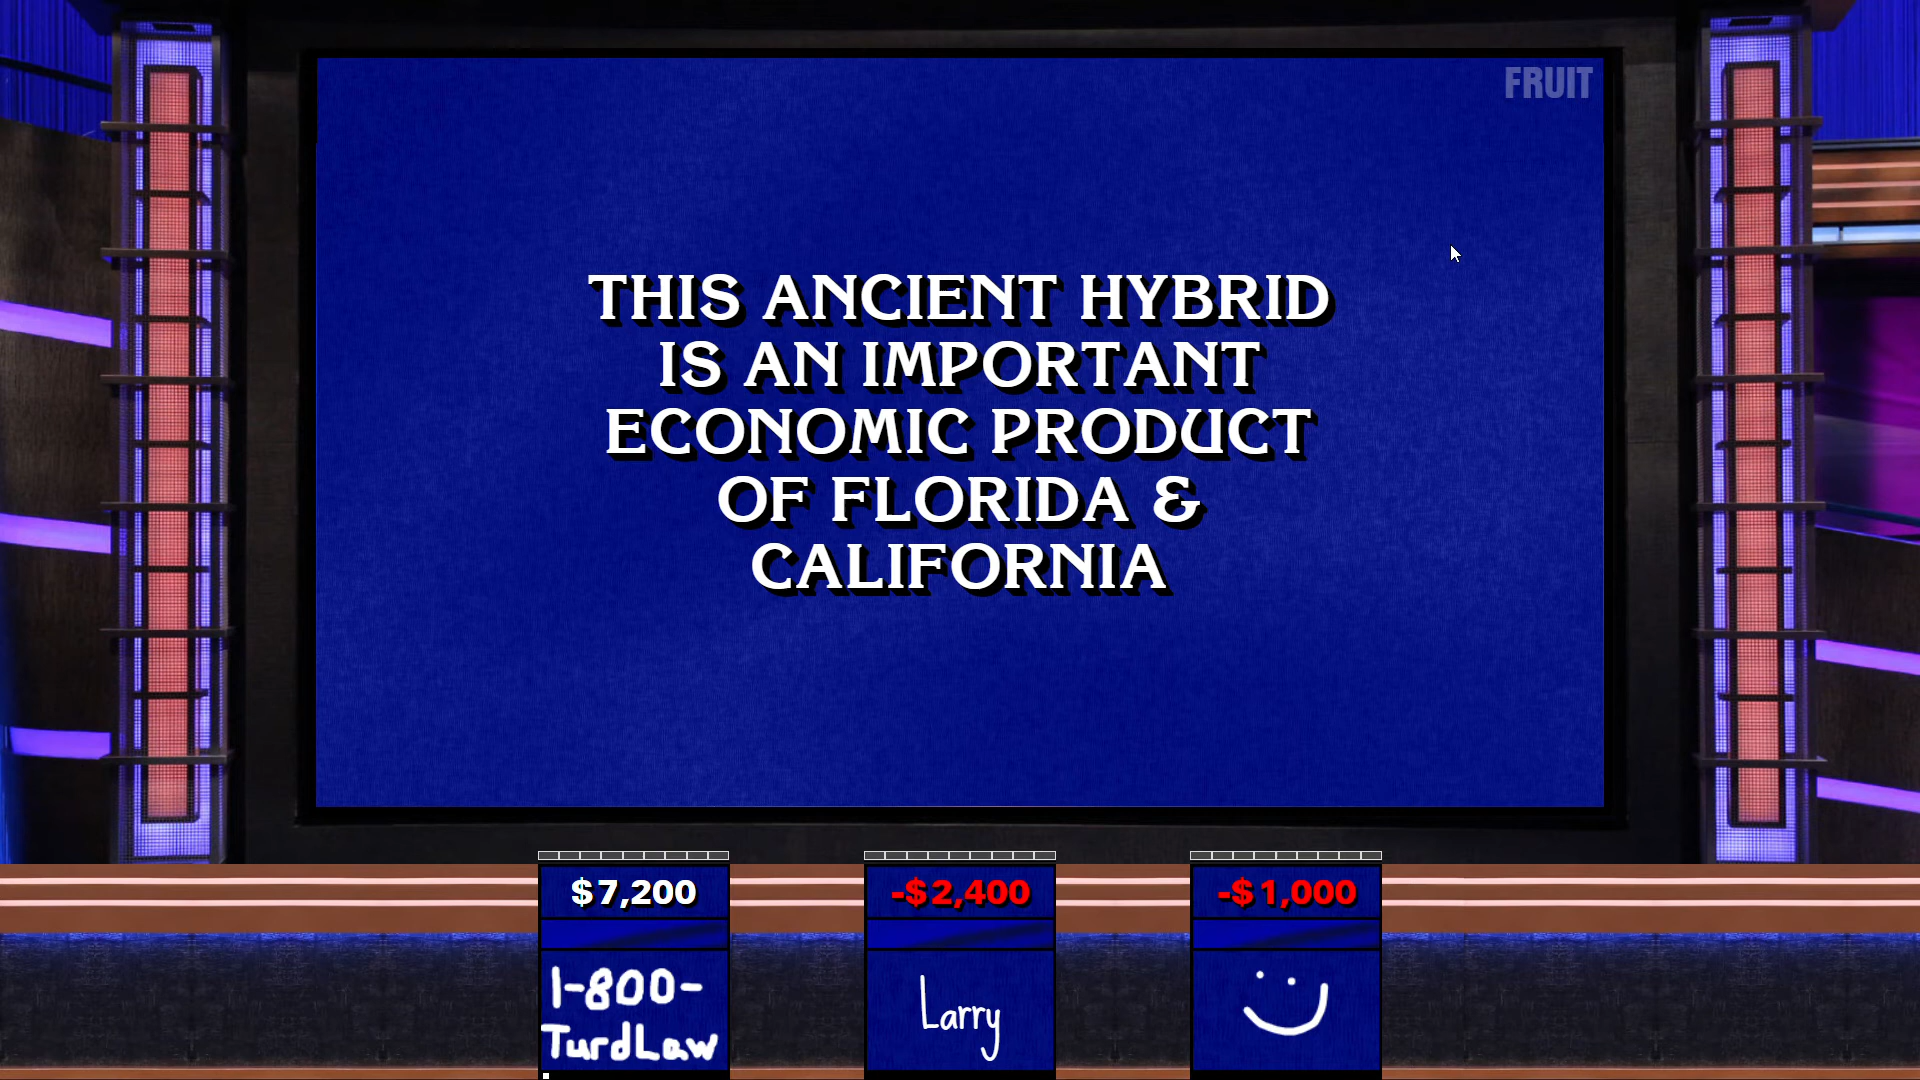 FRUIT
THIS ANCIENT HYBRID
IS AN IMPORTANT
ECONOMIC PRODUCT
OF FLORIDA &
CALIFORNIA
$7,200
-$2,400
-$1,000
1-800-
TurdLaw
Larry